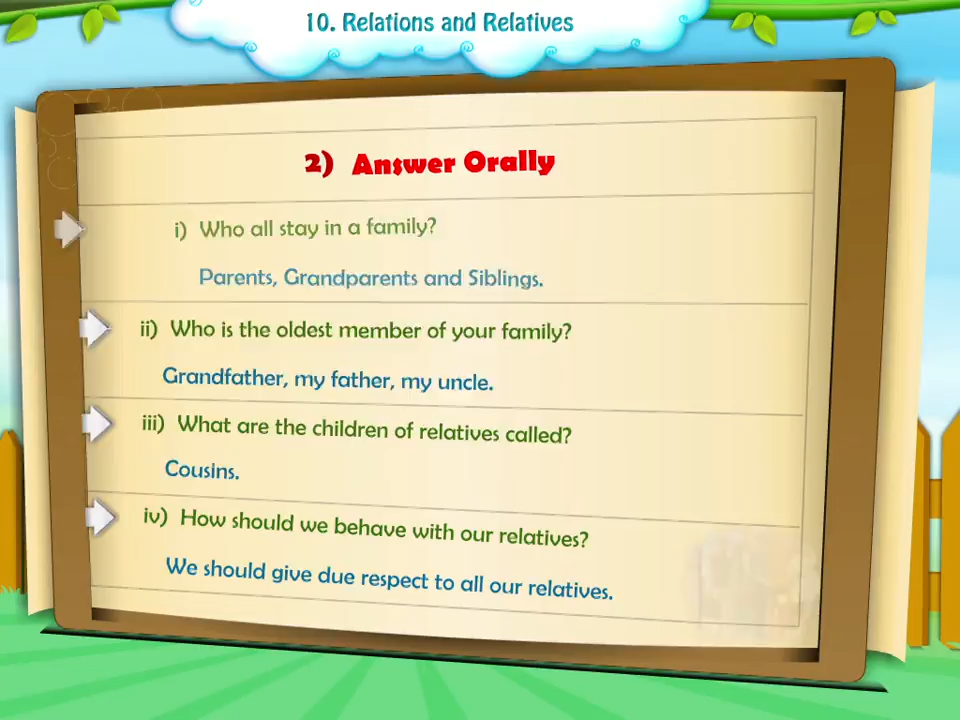 10. Relations and Relatives
2) Answer Orally
i) Who all stay in a family?
Parents, Grandparents and Siblings.
ii) Who is the oldest member of your family?
Grandfather, my father, my uncle.
iii) What are the children of relatives called?
Cousins.
iv) How should we behave with our relatives?
We should give due respect to all our relatives.